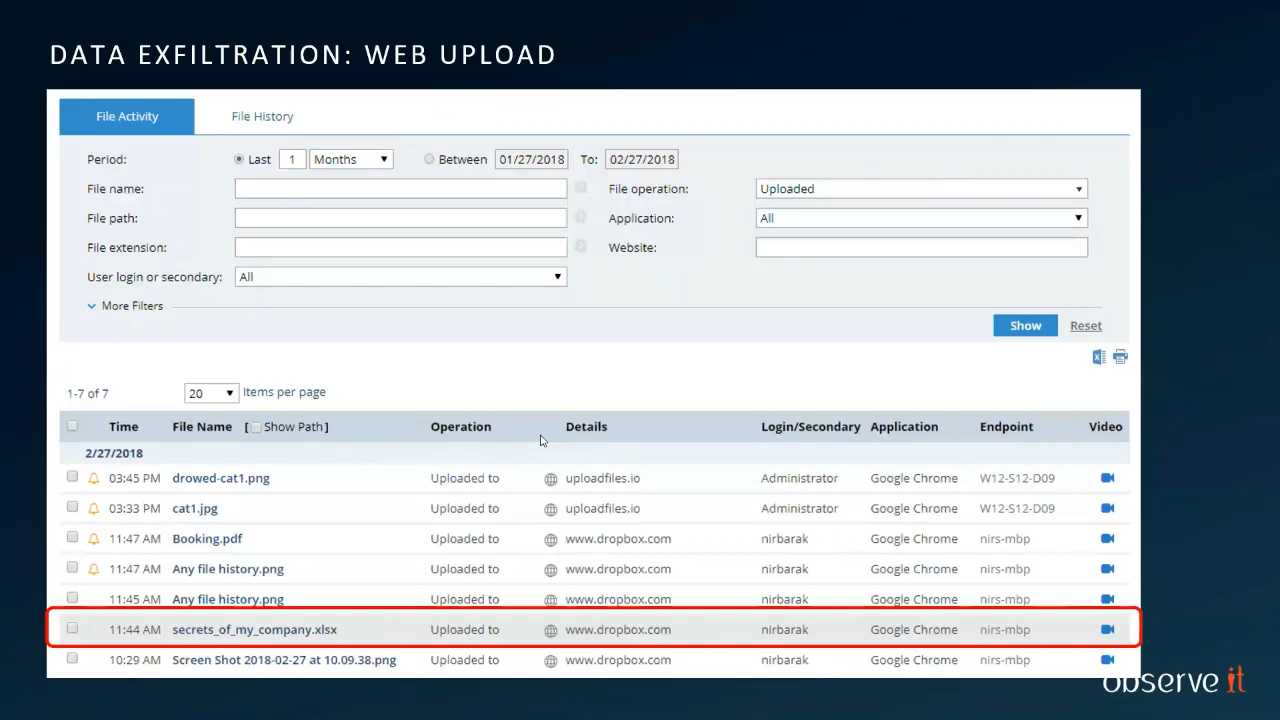 DATA EXFILTRATION: WEB UPLOAD
File Activity File History
Period: Last 1 Months Between 01/27/2018 To: 02/27/2018
File name: File operation: Uploaded
File path: Application: All
File extension: Website:
User login or secondary: All
More Filters
Show Reset
1-7 of 7 20 Items per page
Time File Name [ Show Path] Operation Details Login/Secondary Application Endpoint Video
2/27/2018
03:45 PM drowed-cat1.png Uploaded to uploadfiles.io Administrator Google Chrome W12-S12-D09
03:33 PM cat1.jpg Uploaded to uploadfiles.io Administrator Google Chrome W12-S12-D09
11:47 AM Booking.pdf Uploaded to www.dropbox.com nirbarak Google Chrome nirs-mbp
11:47 AM Any file history.png Uploaded to www.dropbox.com nirbarak Google Chrome nirs-mbp
11:45 AM Any file history.png Uploaded to www.dropbox.com nirbarak Google Chrome nirs-mbp
11:44 AM secrets_of_my_company.xlsx Uploaded to www.dropbox.com nirbarak Google Chrome nirs-mbp
10:29 AM Screen Shot 2018-02-27 at 10.09.38.png Uploaded to www.dropbox.com nirbarak Google Chrome nirs-mbp
observe it